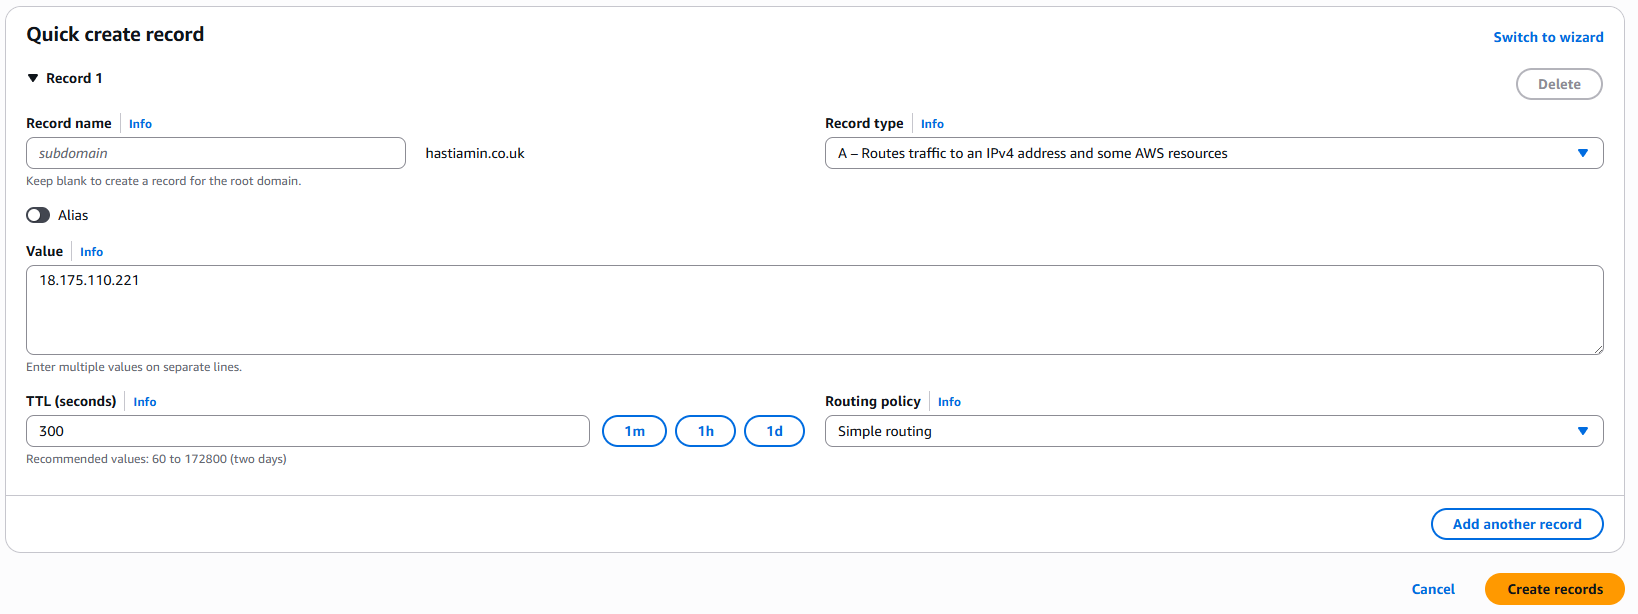 Quick create record
Switch to wizard
Record 1
Delete
Record name Info
Record type Info
subdomain
hastiamin.co.uk
A – Routes traffic to an IPv4 address and some AWS resources
Keep blank to create a record for the root domain.
Alias
Value Info
18.175.110.221
Enter multiple values on separate lines.
TTL (seconds) Info
Routing policy Info
300
1m
1h
1d
Simple routing
Recommended values: 60 to 172800 (two days)
Add another record
Cancel
Create records